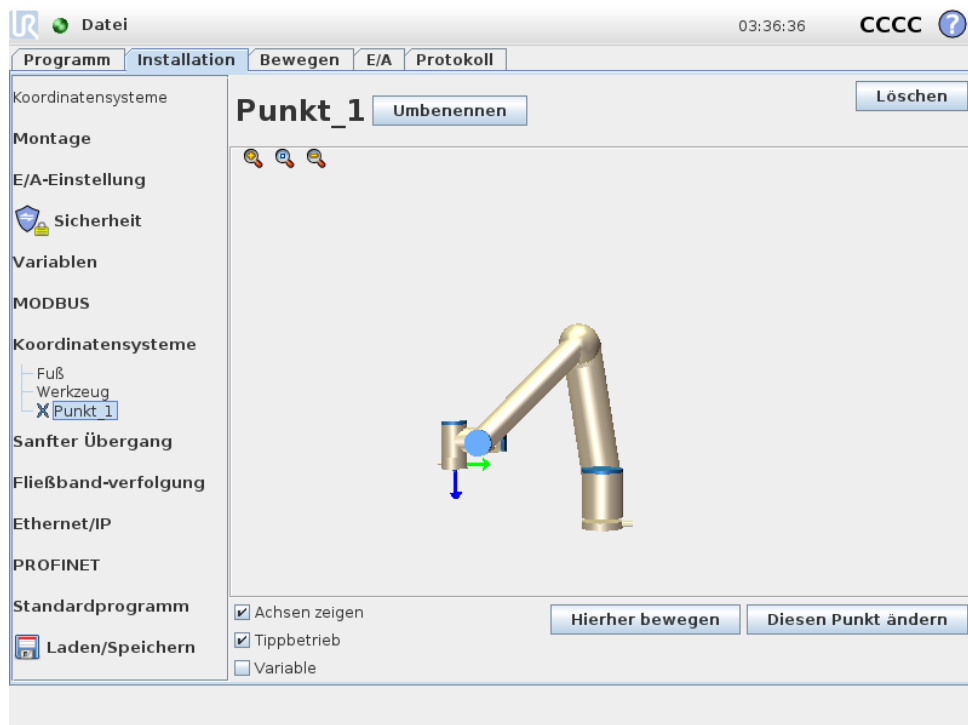 UR Datei 03:36:36 CCCC ?
Programm Installation Bewegen E/A Protokoll
Koordinatensysteme
Montage
E/A-Einstellung
Sicherheit
Variablen
MODBUS
Koordinatensysteme
Fuß
Werkzeug
Punkt_1
Sanfter Übergang
Fließband-verfolgung
Ethernet/IP
PROFINET
Standardprogramm
Laden/Speichern
Punkt_1 Umbenennen Löschen
Achsen zeigen
Tippbetrieb
Variable
Hierher bewegen Diesen Punkt ändern